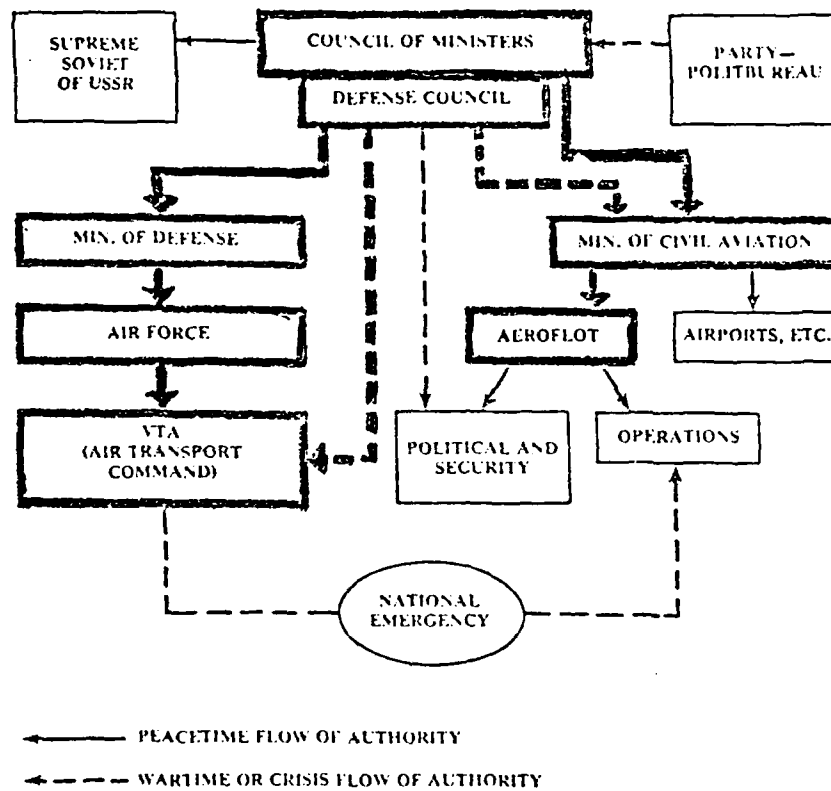 SUPREME
SOVIET
OF USSR
COUNCIL OF MINISTERS
PARTY—
POLITBUREAU
DEFENSE COUNCIL
MIN. OF DEFENSE
MIN. OF CIVIL AVIATION
AIR FORCE
AEROFLOT
AIRPORTS, ETC.
VTA
(AIR TRANSPORT
COMMAND)
POLITICAL AND
SECURITY
OPERATIONS
NATIONAL
EMERGENCY
PEACETIME FLOW OF AUTHORITY
WARTIME OR CRISIS FLOW OF AUTHORITY